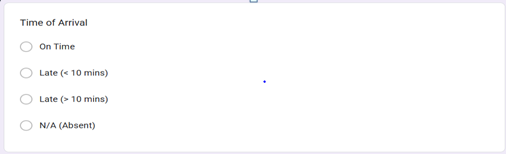 Time of Arrival
On Time
Late (< 10 mins)
Late (> 10 mins)
N/A (Absent)